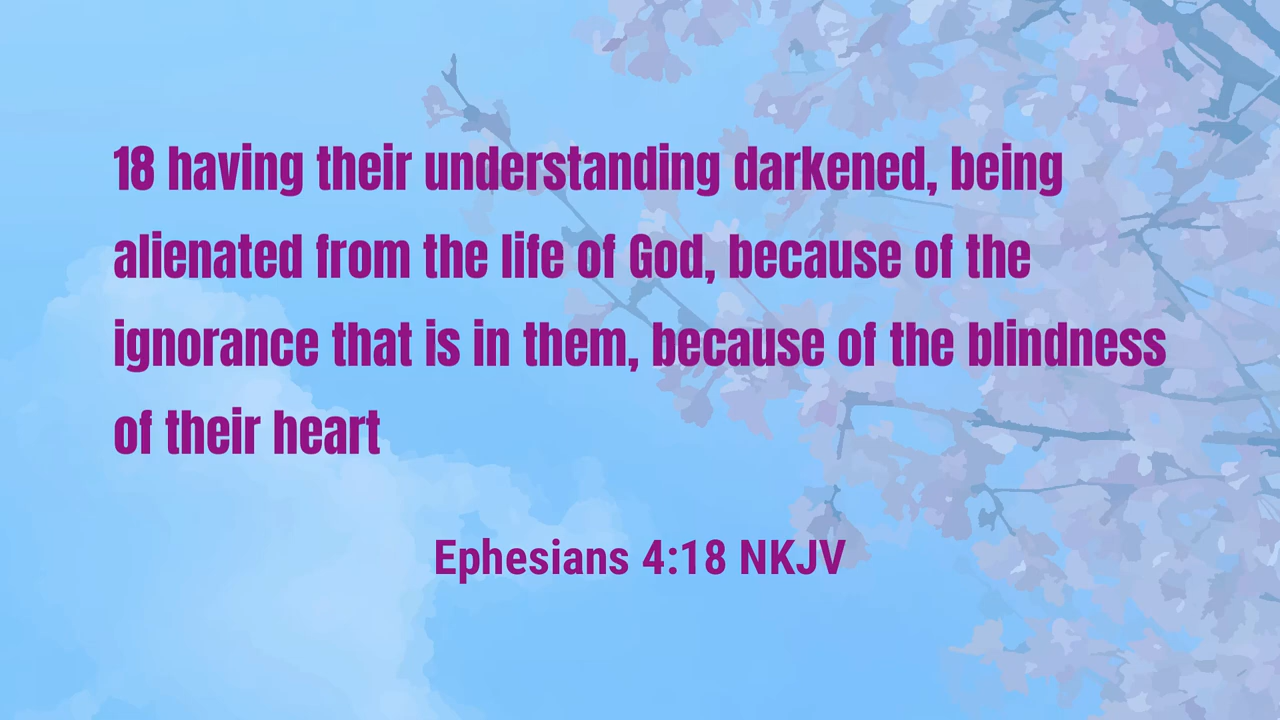 18 having their understanding darkened, being
alienated from the life of God, because of the
ignorance that is in them, because of the blindness
of their heart
Ephesians 4:18 NKJV